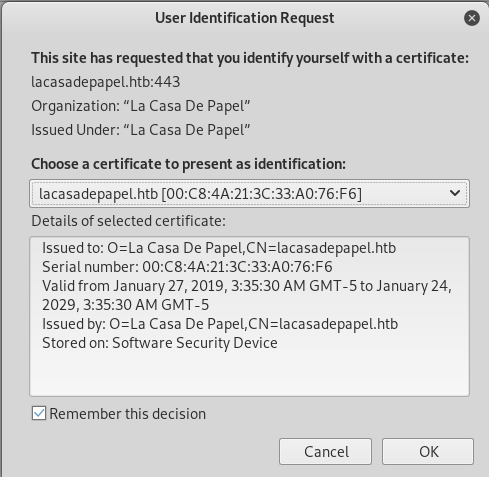 User Identification Request
This site has requested that you identify yourself with a certificate:
lacasadepapel.htb:443
Organization: “La Casa De Papel”
Issued Under: “La Casa De Papel”
Choose a certificate to present as identification:
lacasadepapel.htb [00:C8:4A:21:3C:33:A0:76:F6]
Details of selected certificate:
Issued to: O=La Casa De Papel,CN=lacasadepapel.htb
Serial number: 00:C8:4A:21:3C:33:A0:76:F6
Valid from January 27, 2019, 3:35:30 AM GMT-5 to January 24,
2029, 3:35:30 AM GMT-5
Issued by: O=La Casa De Papel,CN=lacasadepapel.htb
Stored on: Software Security Device
Remember this decision
Cancel OK